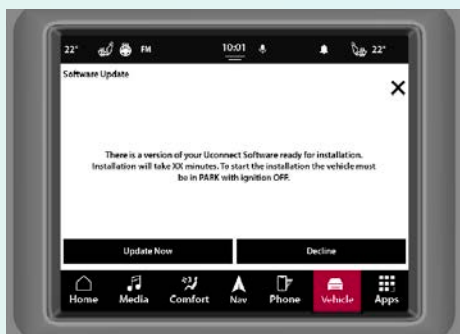 22° FM 10:01 22°
Software Update
There is a version of your Uconnect Software ready for installation.
Installation will take XX minutes. To start the installation the vehicle must
be in PARK with ignition OFF.
Update Now Decline
Home Media Comfort Nav Phone Vehicle Apps